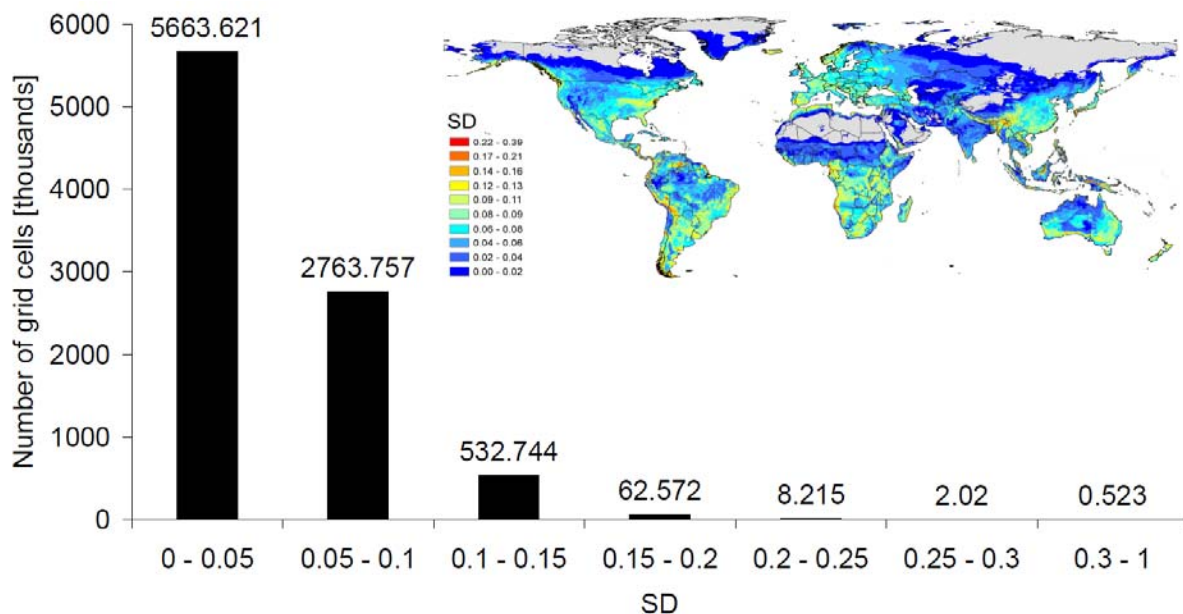 Number of grid cells [thousands]
6000
5000
4000
3000
2000
1000
0
5663.621
2763.757
532.744
62.572
8.215
2.02
0.523
SD
0.22 - 0.39
0.17 - 0.21
0.14 - 0.16
0.12 - 0.13
0.09 - 0.11
0.08 - 0.09
0.06 - 0.08
0.04 - 0.06
0.02 - 0.04
0.00 - 0.02
0 - 0.05
0.05 - 0.1
0.1 - 0.15
0.15 - 0.2
0.2 - 0.25
0.25 - 0.3
0.3 - 1
SD